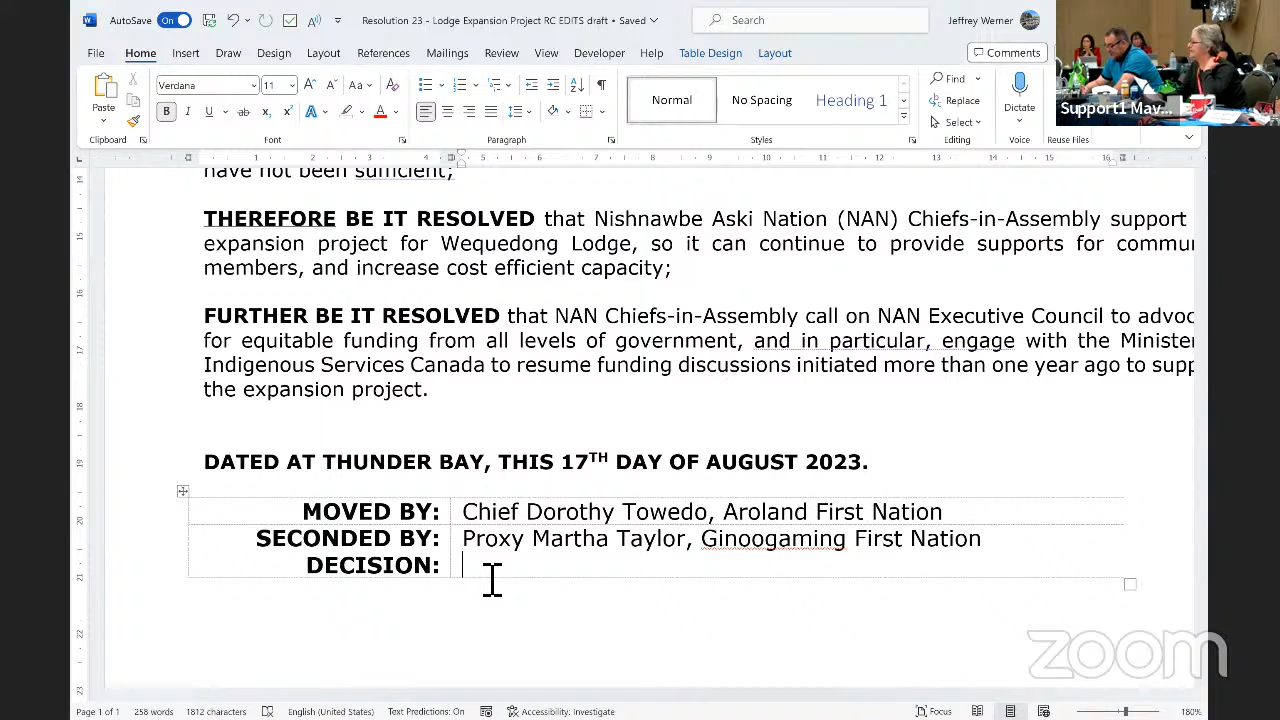 AutoSave On Resolution 23 - Lodge Expansion Project RC EDITS draft • Saved Search Jeffrey Werner
File Home Insert Draw Design Layout References Mailings Review View Developer Help Table Design Layout Comments
Paste Verdana 11 Normal No Spacing Heading 1 Find Replace Select Dictate
Clipboard Font Paragraph Styles Editing Voice Reuse Files
Support1 Mav...
have not been sufficient;
THEREFORE BE IT RESOLVED that Nishnawbe Aski Nation (NAN) Chiefs-in-Assembly support
expansion project for Wequedong Lodge, so it can continue to provide supports for commu
members, and increase cost efficient capacity;
FURTHER BE IT RESOLVED that NAN Chiefs-in-Assembly call on NAN Executive Council to advoc
for equitable funding from all levels of government, and in particular, engage with the Minister
Indigenous Services Canada to resume funding discussions initiated more than one year ago to supp
the expansion project.
DATED AT THUNDER BAY, THIS 17TH DAY OF AUGUST 2023.
MOVED BY: Chief Dorothy Towedo, Aroland First Nation
SECONDED BY: Proxy Martha Taylor, Ginoogaming First Nation
DECISION:
zoom
Page 1 of 1 258 words 1812 characters English (United States) Text Predictions: On Accessibility: Investigate Focus 180%